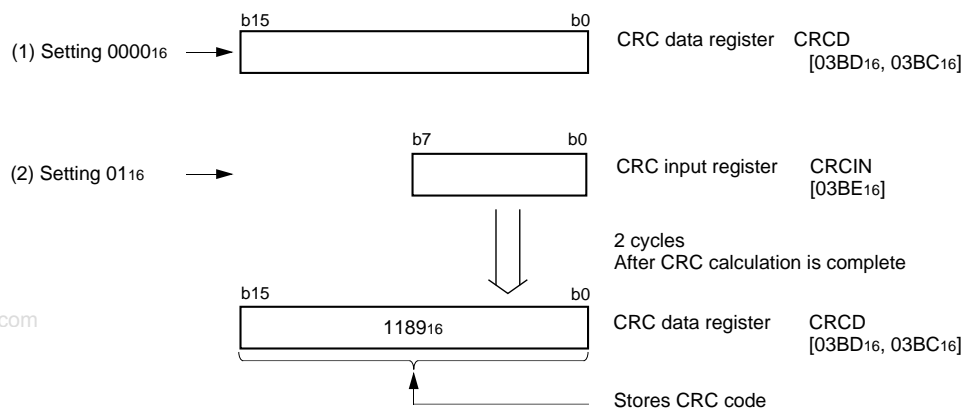 b15 b0
(1) Setting 0000₁₆
CRC data register CRCD
[03BD₁₆, 03BC₁₆]
b7 b0
(2) Setting 01₁₆
CRC input register CRCIN
[03BE₁₆]
2 cycles
After CRC calculation is complete
b15 b0
com
1189₁₆
CRC data register CRCD
[03BD₁₆, 03BC₁₆]
Stores CRC code